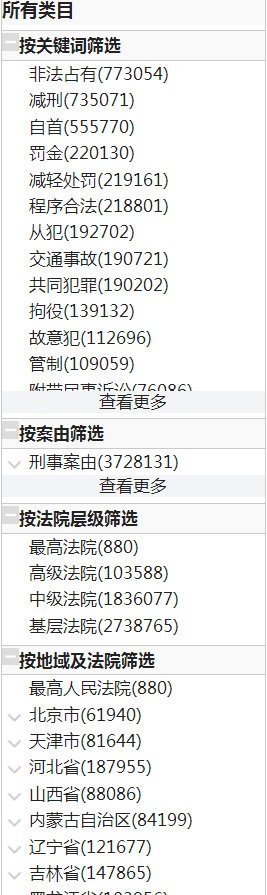 所有类目
按关键词筛选
非法占有(773054)
减刑(735071)
自首(555770)
罚金(220130)
减轻处罚(219161)
程序合法(218801)
从犯(192702)
交通事故(190721)
共同犯罪(190202)
拘役(139132)
故意犯(112696)
管制(109059)
附带民事诉讼(76086)
查看更多
按案由筛选
刑事案由(3728131)
查看更多
按法院层级筛选
最高法院(880)
高级法院(103588)
中级法院(1836077)
基层法院(2738765)
按地域及法院筛选
最高人民法院(880)
北京市(61940)
天津市(81644)
河北省(187955)
山西省(88086)
内蒙古自治区(84199)
辽宁省(121677)
吉林省(147865)